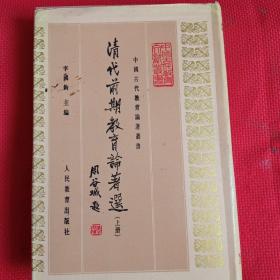 中國古代教育論著叢書
清代前期教育論著選
(上册)
周谷城題
李國鈞 主編
人民教育出版社